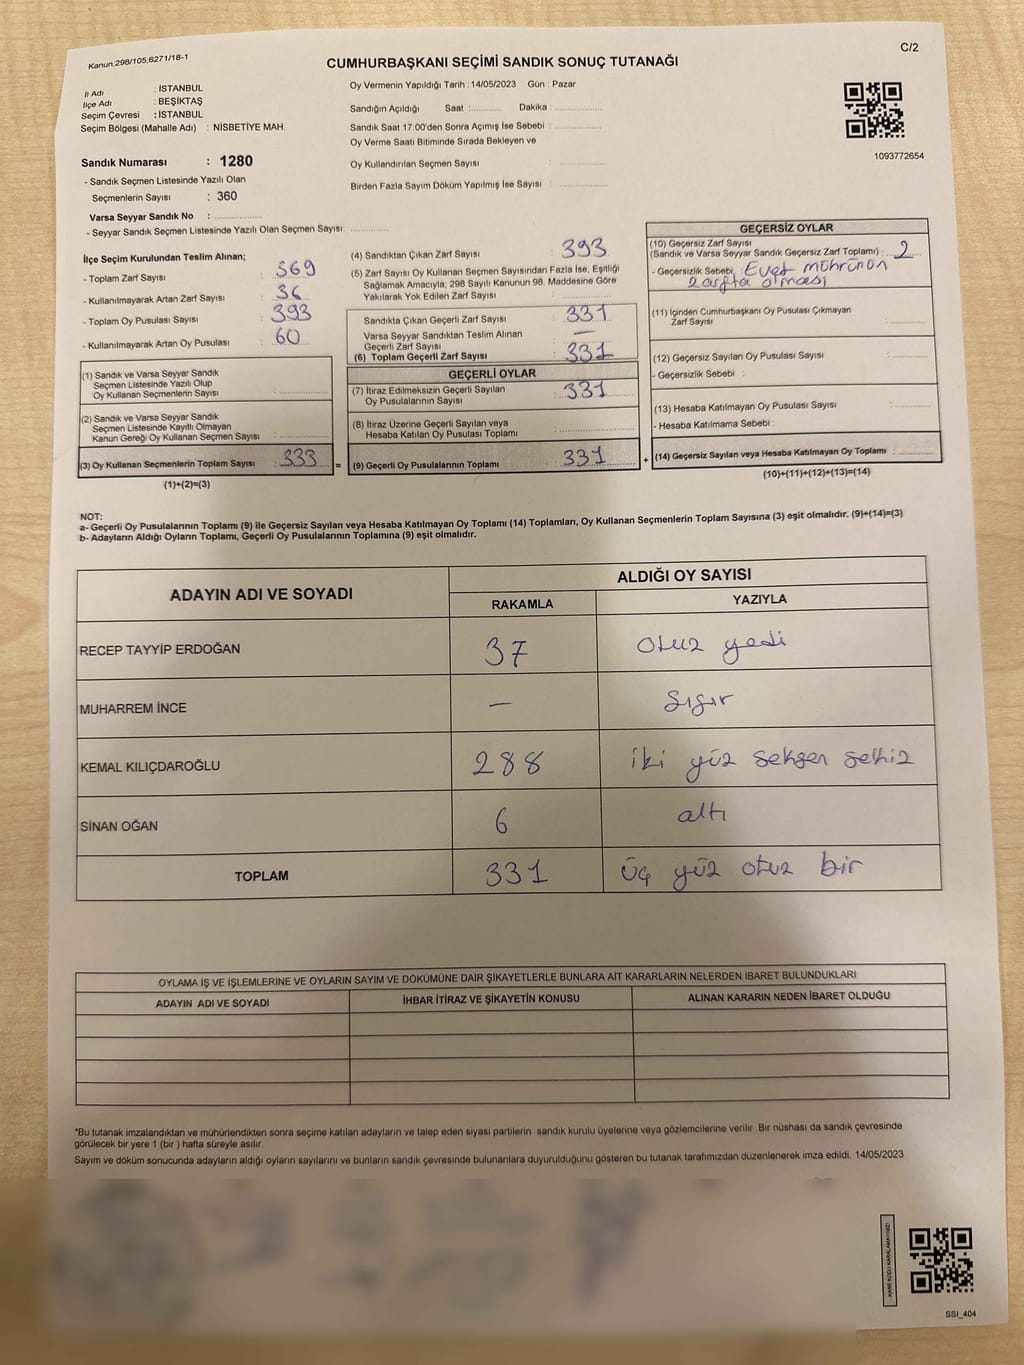 Kanun,298/105,6271/18-1
C/2
CUMHURBAŞKANI SEÇİMİ SANDIK SONUÇ TUTANAĞI
İl Adı : İSTANBUL
İlçe Adı : BEŞİKTAŞ
Seçim Çevresi : İSTANBUL
Seçim Bölgesi (Mahalle Adı) : NİSBETİYE MAH.
Sandık Numarası : 1280
- Sandık Seçmen Listesinde Yazılı Olan
Seçmenlerin Sayısı : 360
Varsa Seyyar Sandık No :
- Seyyar Sandık Seçmen Listesinde Yazılı Olan Seçmen Sayısı:
Oy Vermenin Yapıldığı Tarih : 14/05/2023 Gün : Pazar
Sandığın Açıldığı Saat : Dakika :
Sandık Saat 17:00'den Sonra Açımış İse Sebebi :
Oy Verme Saati Bitiminde Sırada Bekleyen ve
Oy Kullandırılan Seçmen Sayısı :
Birden Fazla Sayım Döküm Yapılmış İse Sayısı :
1093772654
İlçe Seçim Kurulundan Teslim Alınan;
- Toplam Zarf Sayısı : 369
- Kullanılmayarak Artan Zarf Sayısı : 36
- Toplam Oy Pusulası Sayısı : 393
- Kullanılmayarak Artan Oy Pusulası : 60
(1) Sandık ve Varsa Seyyar Sandık
Seçmen Listesinde Yazılı Olup
Oy Kullanan Seçmenlerin Sayısı :
(2) Sandık ve Varsa Seyyar Sandık
Seçmen Listesinde Kayıtlı Olmayan
Kanun Gereği Oy Kullanan Seçmen Sayısı :
(3) Oy Kullanan Seçmenlerin Toplam Sayısı : 333 =
(1)+(2)=(3)
(4) Sandıktan Çıkan Zarf Sayısı : 393
(5) Zarf Sayısı Oy Kullanan Seçmen Sayısından Fazla İse, Eşitliği
Sağlamak Amacıyla, 298 Sayılı Kanunun 98. Maddesine Göre
Yakılarak Yok Edilen Zarf Sayısı :
Sandıkta Çıkan Geçerli Zarf Sayısı : 331
Varsa Seyyar Sandıktan Teslim Alınan
Geçerli Zarf Sayısı : —
(6) Toplam Geçerli Zarf Sayısı : 331
GEÇERLİ OYLAR
(7) İtiraz Edilmeksizin Geçerli Sayılan
Oy Pusulalarının Sayısı : 331
(8) İtiraz Üzerine Geçerli Sayılan veya
Hesaba Katılan Oy Pusulası Toplamı :
(9) Geçerli Oy Pusulalarının Toplamı : 331 +
GEÇERSİZ OYLAR
(10) Geçersiz Zarf Sayısı
(Sandık ve Varsa Seyyar Sandık Geçersiz Zarf Toplamı) : 2
- Geçersizlik Sebebi : Evet mührünün
zarfta olması
(11) İçinden Cumhurbaşkanı Oy Pusulası Çıkmayan
Zarf Sayısı :
(12) Geçersiz Sayılan Oy Pusulası Sayısı :
- Geçersizlik Sebebi :
(13) Hesaba Katılmayan Oy Pusulası Sayısı :
- Hesaba Katılmama Sebebi :
(14) Geçersiz Sayılan veya Hesaba Katılmayan Oy Toplamı :
(10)+(11)+(12)+(13)=(14)
NOT:
a- Geçerli Oy Pusulalarının Toplamı (9) ile Geçersiz Sayılan veya Hesaba Katılmayan Oy Toplamı (14) Toplamları, Oy Kullanan Seçmenlerin Toplam Sayısına (3) eşit olmalıdır. (9)+(14)=(3)
b- Adayların Aldığı Oyların Toplamı, Geçerli Oy Pusulalarının Toplamına (9) eşit olmalıdır.
ADAYIN ADI VE SOYADI ALDIĞI OY SAYISI
RAKAMLA YAZIYLA
RECEP TAYYİP ERDOĞAN 37 otuz yedi
MUHARREM İNCE — sıfır
KEMAL KILIÇDAROĞLU 288 iki yüz seksen sekiz
SİNAN OĞAN 6 altı
TOPLAM 331 üç yüz otuz bir
OYLAMA İŞ VE İŞLEMLERİNE VE OYLARIN SAYIM VE DÖKÜMÜNE DAİR ŞİKAYETLERLE BUNLARA AİT KARARLARIN NELERDEN İBARET BULUNDUKLARI
ADAYIN ADI VE SOYADI İHBAR İTİRAZ VE ŞİKAYETİN KONUSU ALINAN KARARIN NEDEN İBARET OLDUĞU
*Bu tutanak imzalandıktan ve mühürlendikten sonra seçime katılan adayların ve talep eden siyasi partilerin sandık kurulu üyelerine veya gözlemcilerine verilir. Bir nüshası da sandık çevresinde
görülecek bir yere 1 (bir ) hafta süreyle asılır.
Sayım ve döküm sonucunda adayların aldığı oyların sayılarını ve bunların sandık çevresinde bulunanlara duyurulduğunu gösteren bu tutanak tarafımızdan düzenlenerek imza edildi. 14/05/2023
KARE KODU KARALAMAYINIZ!
SSI_404